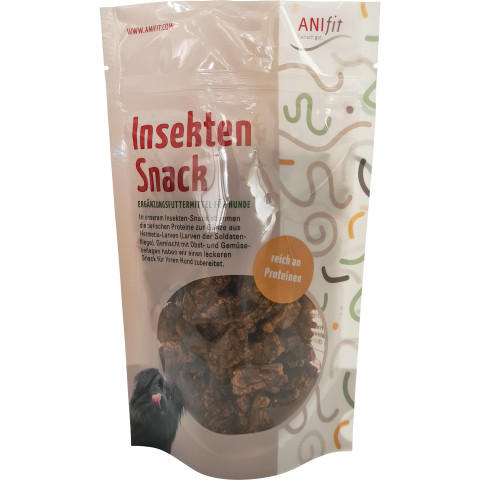 WWW.ANIFIT.COM
ANIfit
Insekten
Snack
ERGÄNZUNGSFUTTERMITTEL FÜR HUNDE
In unserem Insekten-Snack stammen
die tierischen Proteine zur Gänze aus
Hermetia-Larven (Larven der Soldaten-
fliege). Gemischt mit Obst- und Gemüse-
beilagen haben wir einen leckeren
Snack für Ihren Hund zubereitet.
reich an
Proteinen